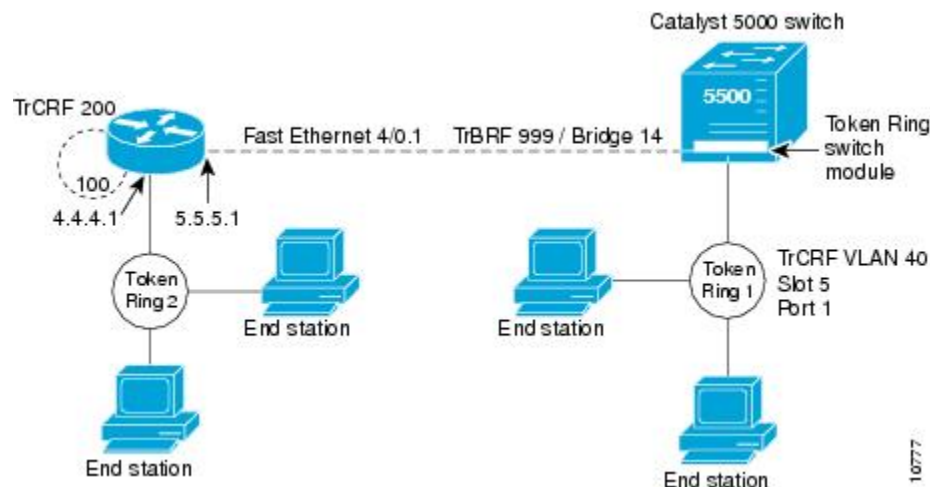 Catalyst 5000 switch
TrCRF 200
5500
Fast Ethernet 4/0.1
TrBRF 999 / Bridge 14
Token Ring
switch
module
100
4.4.4.1
5.5.5.1
Token
Ring 2
End station
End station
Token
Ring 1
TrCRF VLAN 40
Slot 5
Port 1
End station
End station
10777